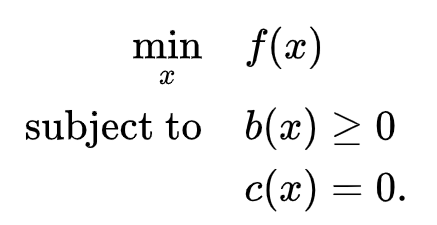 min f(x)
x
subject to b(x) ≥ 0
c(x) = 0.